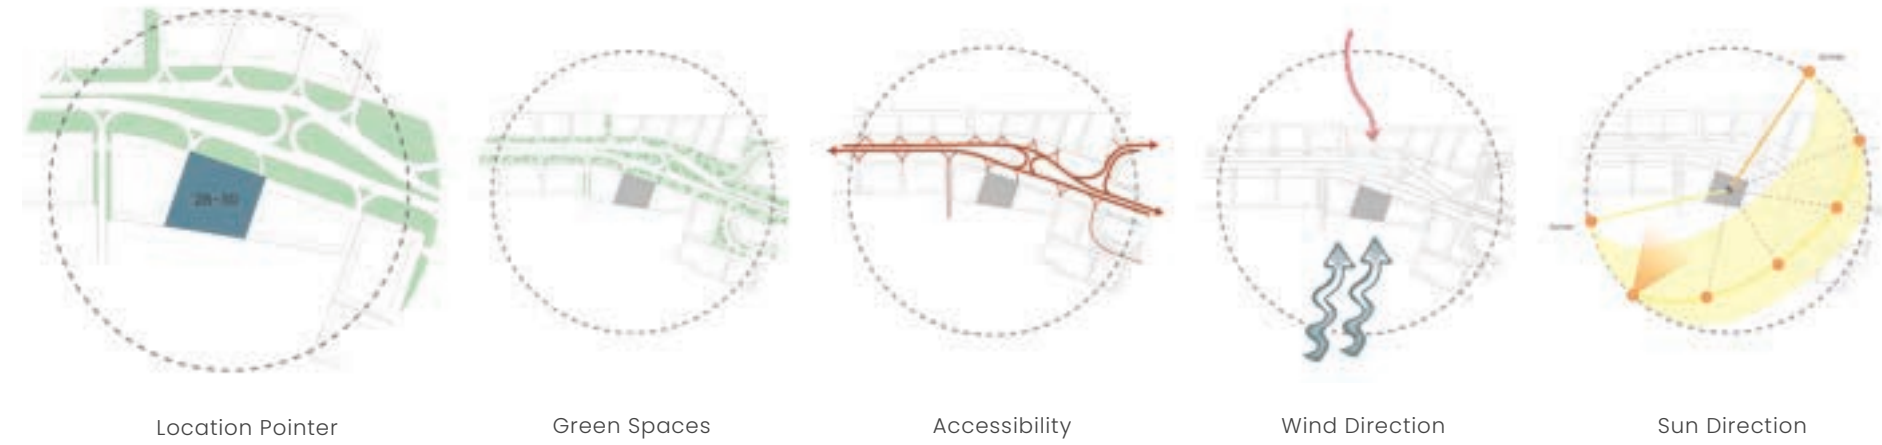 Location Pointer
Green Spaces
Accessibility
Wind Direction
Sun Direction